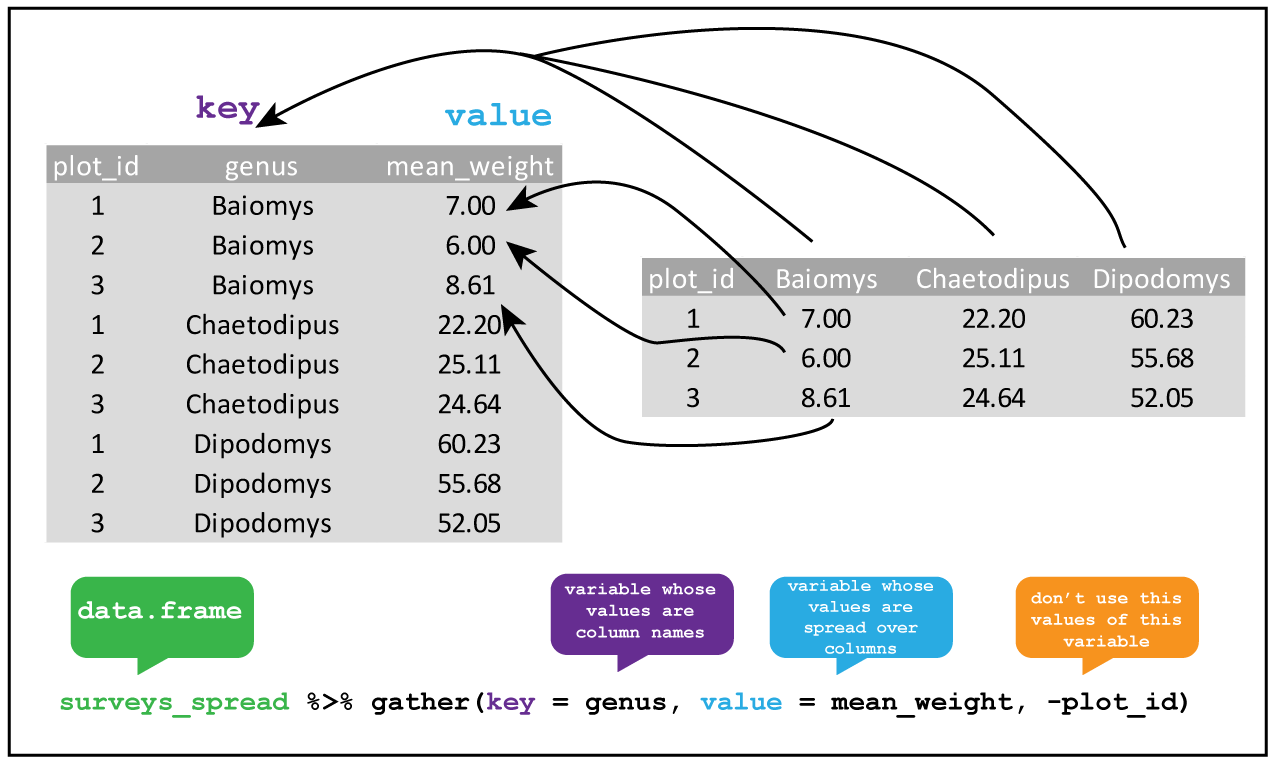 key value
plot_id genus mean_weight
1 Baiomys 7.00
2 Baiomys 6.00
3 Baiomys 8.61
1 Chaetodipus 22.20
2 Chaetodipus 25.11
3 Chaetodipus 24.64
1 Dipodomys 60.23
2 Dipodomys 55.68
3 Dipodomys 52.05
plot_id Baiomys Chaetodipus Dipodomys
1 7.00 22.20 60.23
2 6.00 25.11 55.68
3 8.61 24.64 52.05
data.frame
variable whose
values are
column names
variable whose
values are
spread over
columns
don’t use this
values of this
variable
surveys_spread %>% gather(key = genus, value = mean_weight, -plot_id)